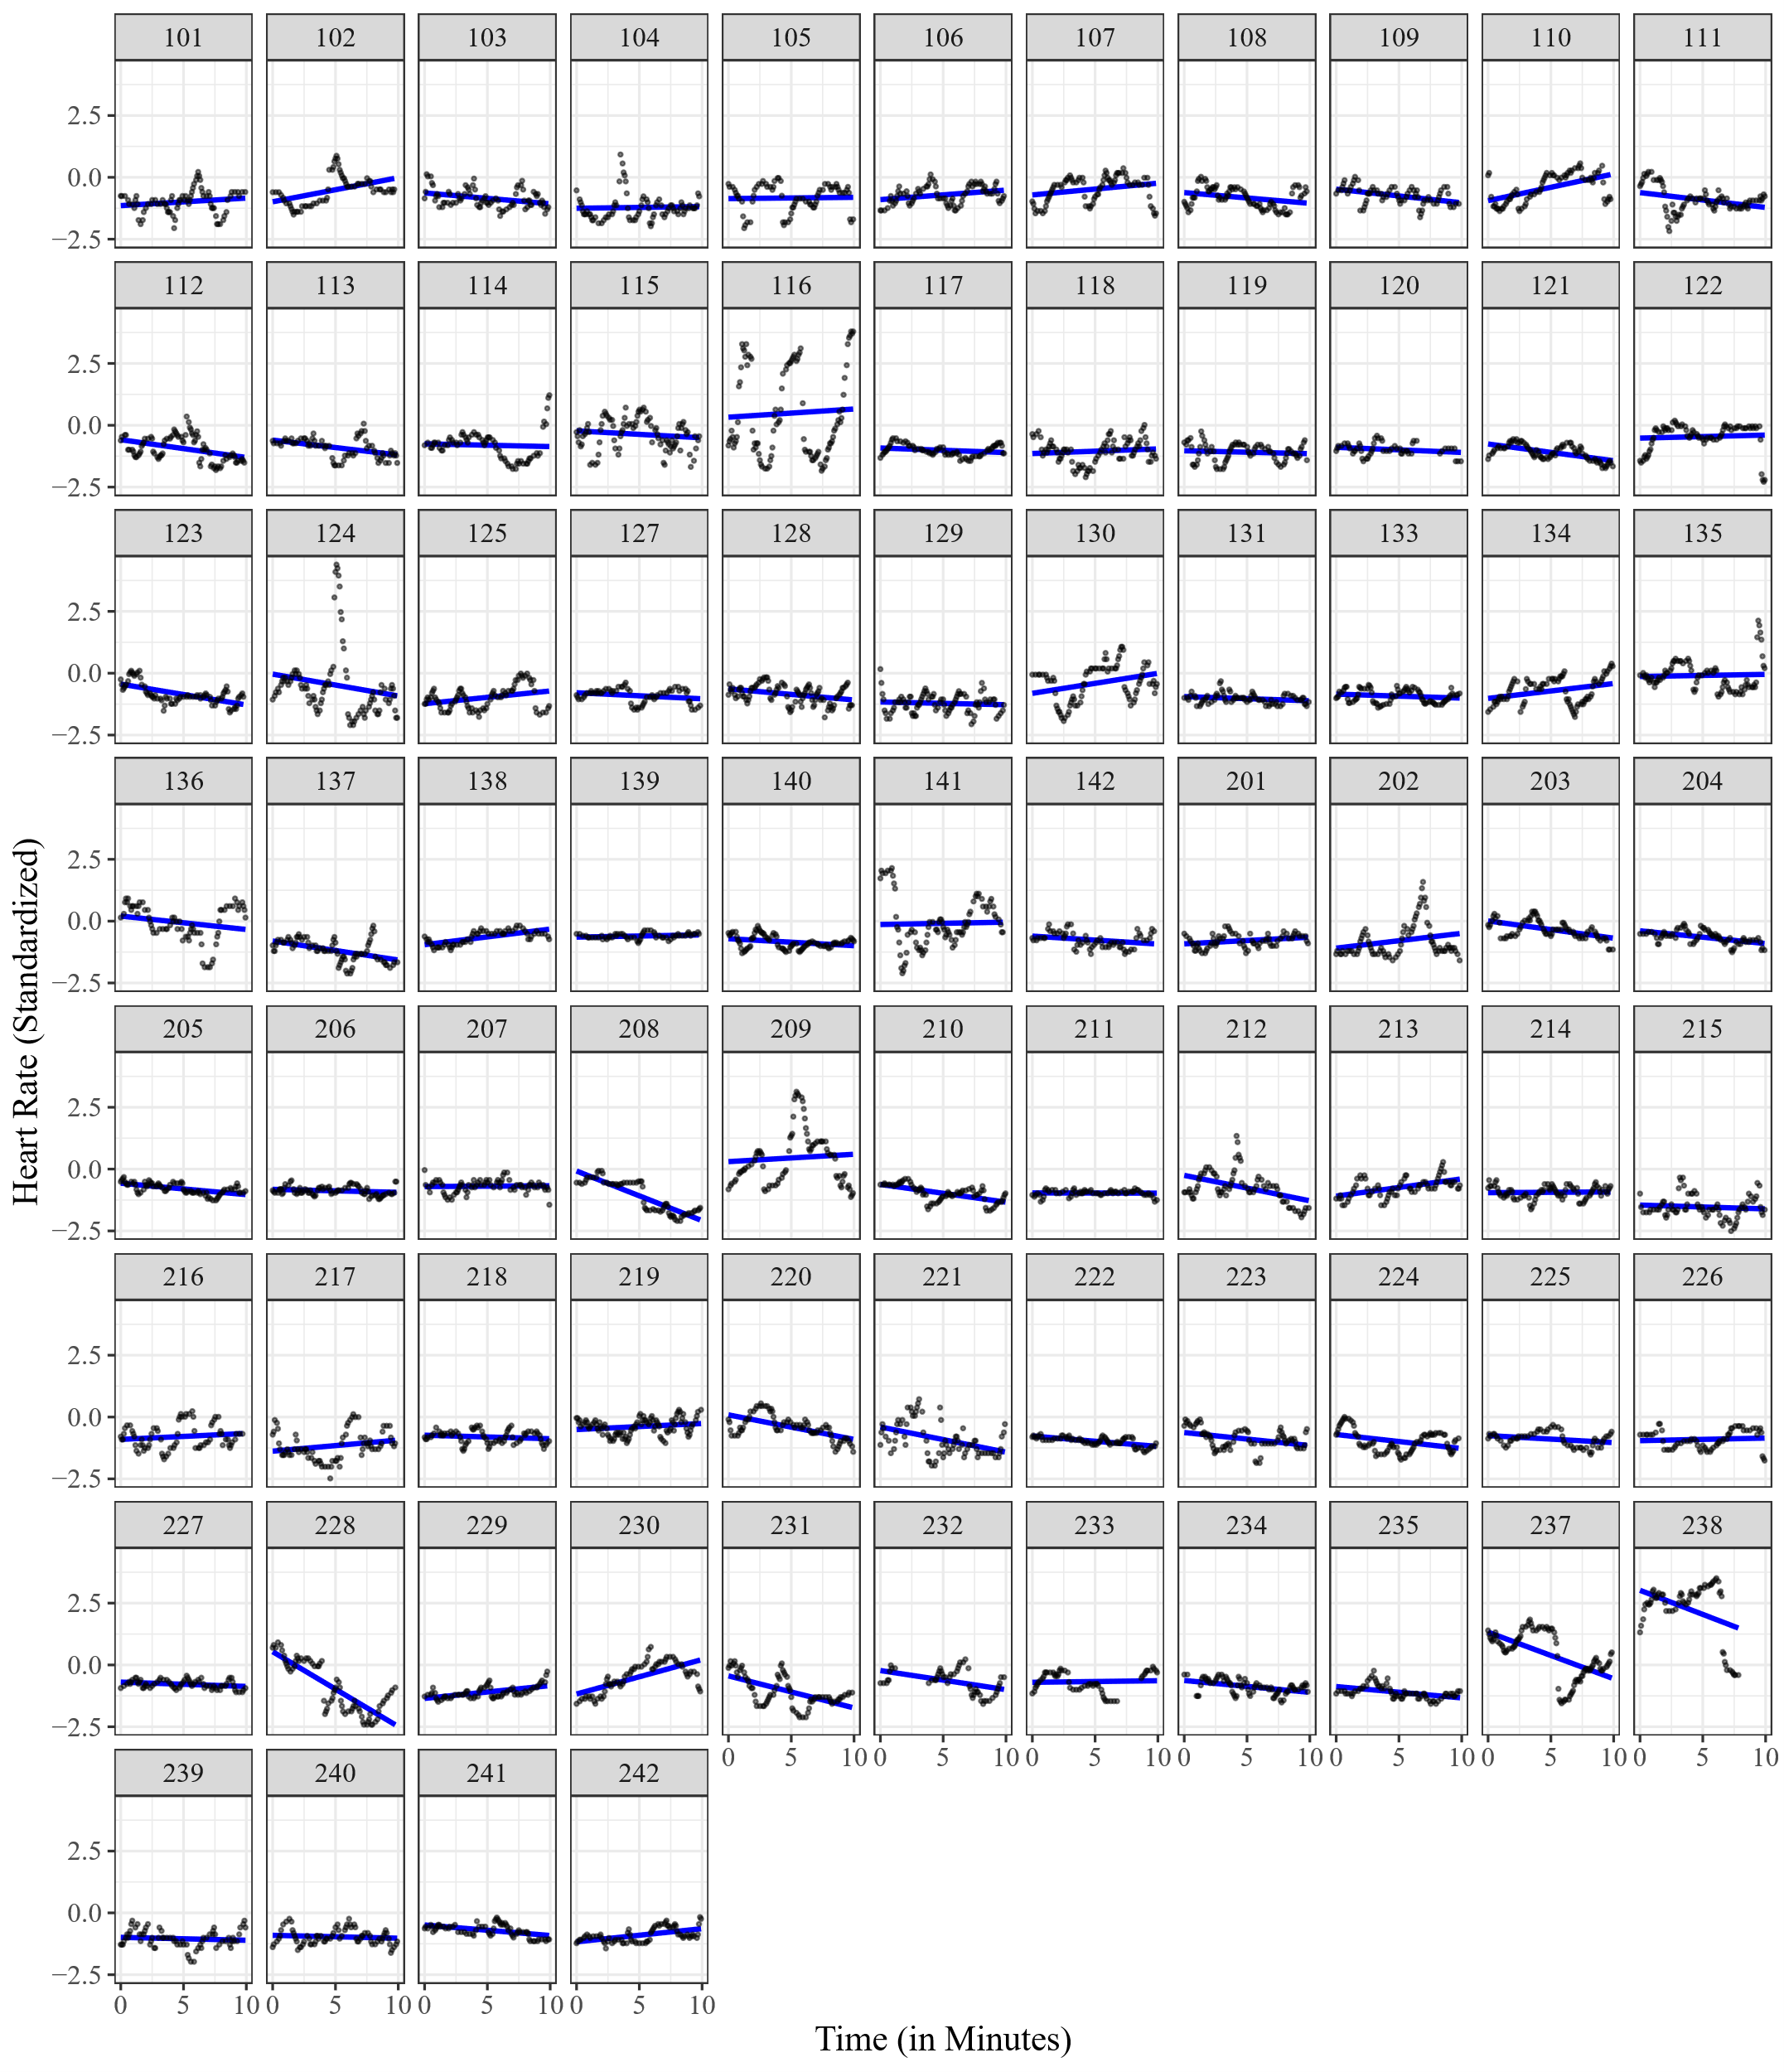 101 102 103 104 105 106 107 108 109 110 111
2.5
0.0
−2.5
112 113 114 115 116 117 118 119 120 121 122
2.5
0.0
−2.5
123 124 125 127 128 129 130 131 133 134 135
2.5
0.0
−2.5
136 137 138 139 140 141 142 201 202 203 204
2.5
0.0
−2.5
Heart Rate (Standardized)
205 206 207 208 209 210 211 212 213 214 215
2.5
0.0
−2.5
216 217 218 219 220 221 222 223 224 225 226
2.5
0.0
−2.5
227 228 229 230 231 232 233 234 235 237 238
2.5
0.0
−2.5
0 5 10 0 5 10 0 5 10 0 5 10 0 5 10 0 5 10 0 5 10
239 240 241 242
2.5
0.0
−2.5
0 5 10 0 5 10 0 5 10 0 5 10
Time (in Minutes)